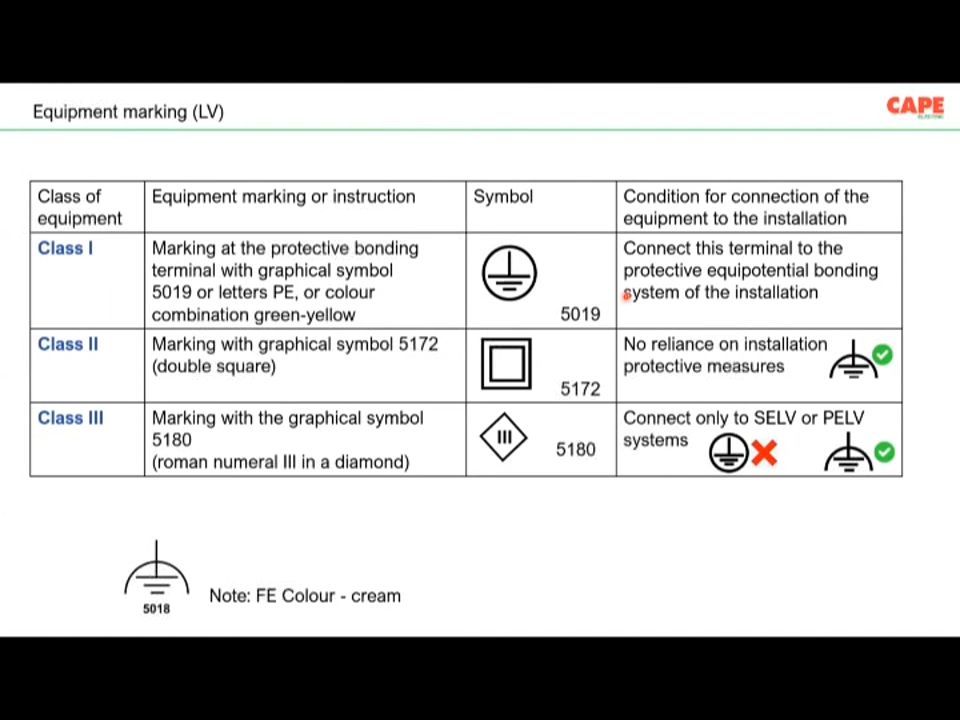 Equipment marking (LV)
CAPE
ELECTRIC
Class of
equipment
Equipment marking or instruction
Symbol
Condition for connection of the
equipment to the installation
Class I
Marking at the protective bonding
terminal with graphical symbol
5019 or letters PE, or colour
combination green-yellow
5019
Connect this terminal to the
protective equipotential bonding
system of the installation
Class II
Marking with graphical symbol 5172
(double square)
5172
No reliance on installation
protective measures
Class III
Marking with the graphical symbol
5180
(roman numeral III in a diamond)
III
5180
Connect only to SELV or PELV
systems
5018
Note: FE Colour - cream